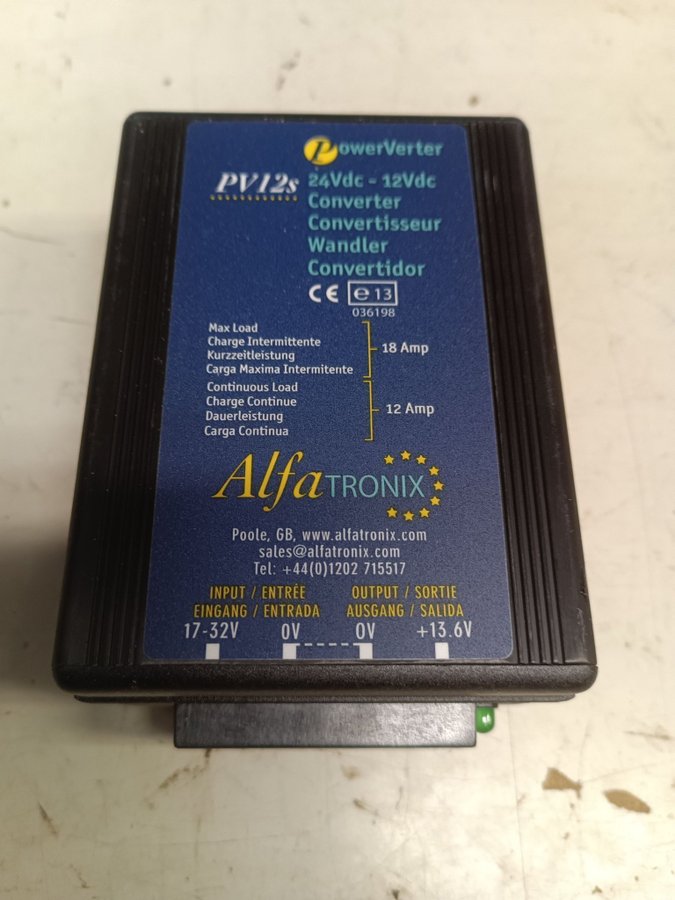 PowerVerter
PV12s
24Vdc - 12Vdc
Converter
Convertisseur
Wandler
Convertidor
CE e 13
036198
Max Load
Charge Intermittente
Kurzzeitleistung
Carga Maxima Intermitente
18 Amp
Continuous Load
Charge Continue
Dauerleistung
Carga Continua
12 Amp
AlfaTRONIX
Poole, GB, www.alfatronix.com
sales@alfatronix.com
Tel: +44(0)1202 715517
INPUT / ENTRÉE OUTPUT / SORTIE
EINGANG / ENTRADA AUSGANG / SALIDA
17-32V 0V 0V +13.6V